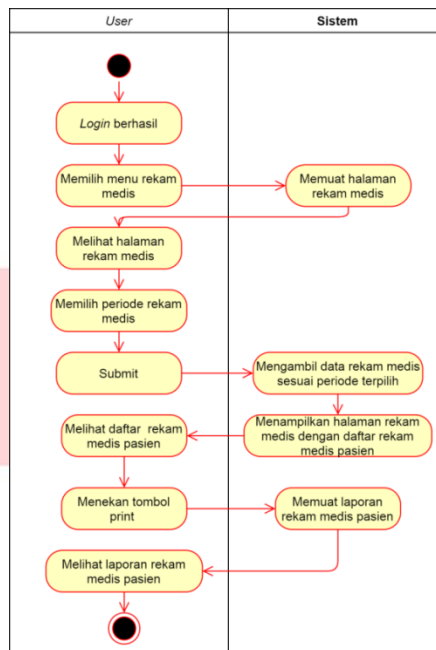 User
Sistem
Login berhasil
Memilih menu rekam
medis
Memuat halaman
rekam medis
Melihat halaman
rekam medis
Memilih periode rekam
medis
Submit
Mengambil data rekam medis
sesuai periode terpilih
Melihat daftar rekam
medis pasien
Menampilkan halaman rekam
medis dengan daftar rekam
medis pasien
Menekan tombol
print
Memuat laporan
rekam medis pasien
Melihat laporan rekam
medis pasien